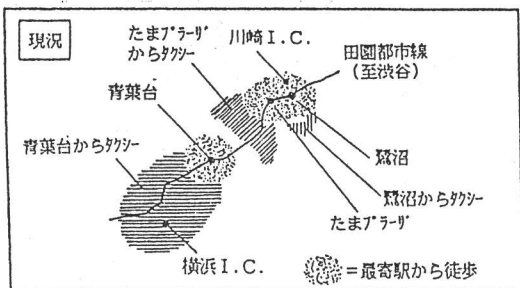 現況
たまプラーザ
からタクシー
川崎I.C.
田園都市線
(至渋谷)
青葉台
青葉台からタクシー
鷺沼
鷺沼からタクシー
たまプラーザ
横浜I.C.
=最寄駅から徒歩